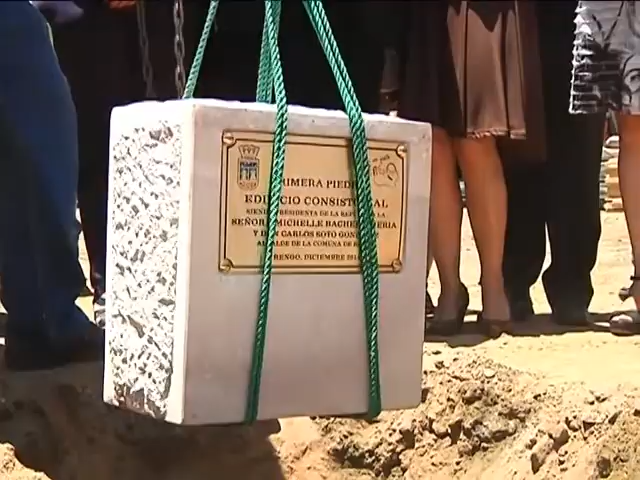 PRIMERA PIEDRA
EDIFICIO CONSISTORIAL
SIENDO PRESIDENTA DE LA REPÚBLICA
SEÑORA MICHELLE BACHELET JERIA
Y DON CARLOS SOTO
ALCALDE DE LA COMUNA DE
RENGO, DICIEMBRE